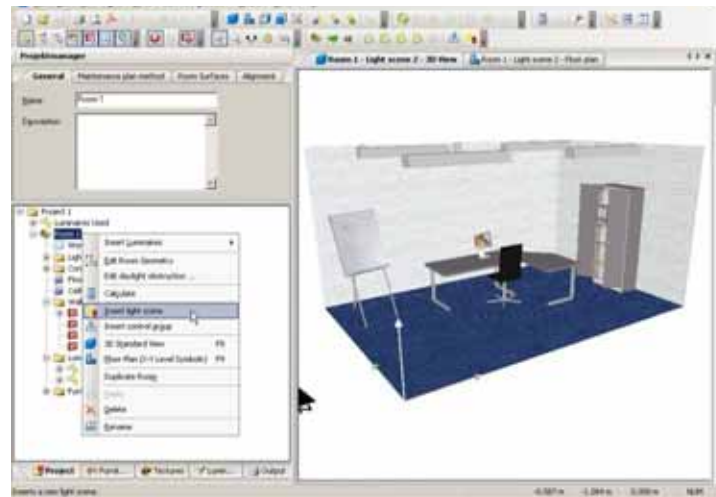 Projektmanager
General
Maintenance plan method
Room Surfaces
Alignment
Name:
Room 1
Description:
Project 1
Luminaires Used
Room 1
Insert Luminaires
Edit Room Geometry
Edit daylight obstruction ...
Calculate
Insert light scene
Insert control group
3D Standard View F8
Floor Plan (X-Y Level Symbols) F9
Duplicate Room
Delete
Rename
Project
Textures
Output
Inserts a new light scene.
Room 1 - Light scene 2 - 3D View
Room 1 - Light scene 2 - Floor plan
NUM